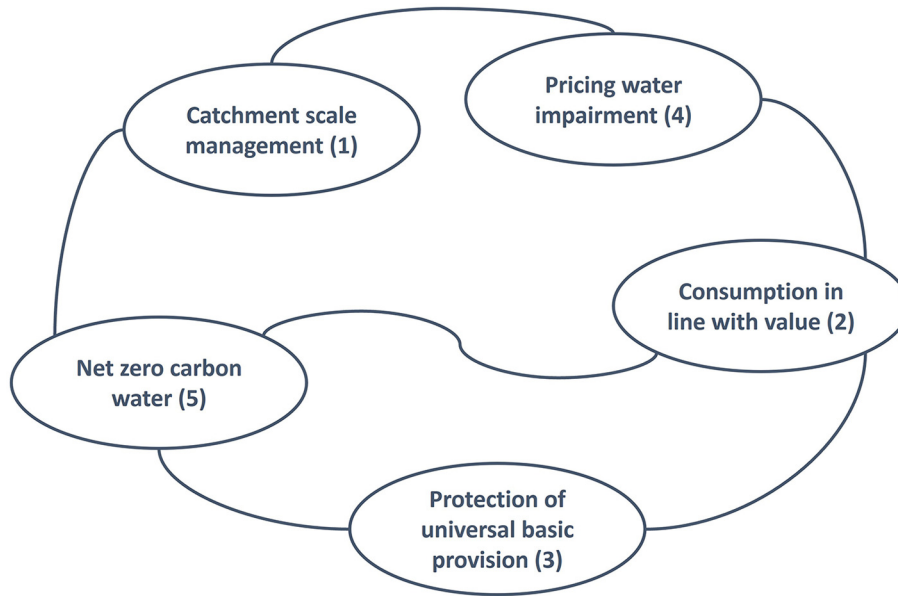 Catchment scale
management (1)
Pricing water
impairment (4)
Consumption in
line with value (2)
Net zero carbon
water (5)
Protection of
universal basic
provision (3)